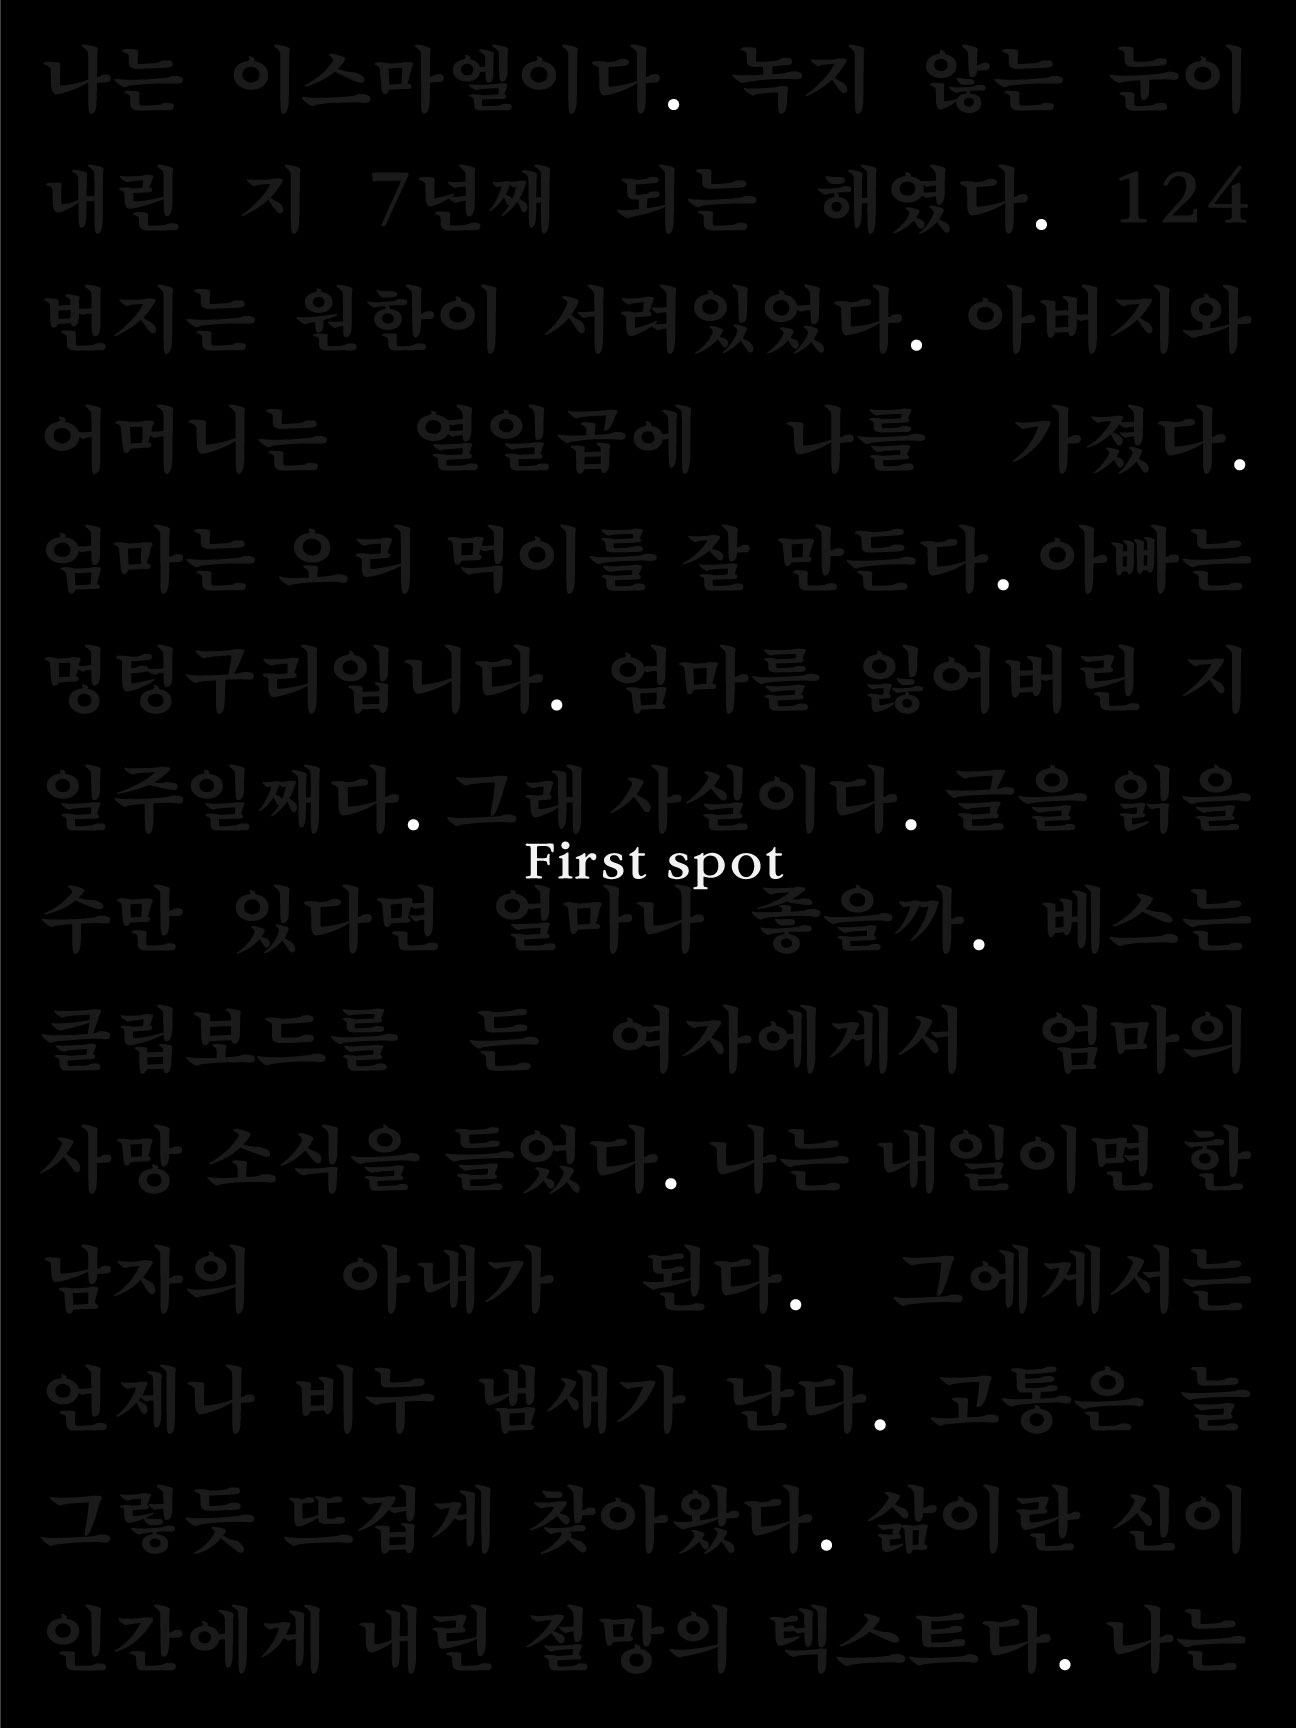 나는 이스마엘이다. 녹지 않는 눈이
내린 지 7년째 되는 해였다. 124
번지는 원한이 서려있었다. 아버지와
어머니는 열일곱에 나를 가졌다.
엄마는 오리 먹이를 잘 만든다. 아빠는
멍텅구리입니다. 엄마를 잃어버린 지
일주일째다. 그래 사실이다. 글을 읽을
First spot
수만 있다면 얼마나 좋을까. 베스는
클립보드를 든 여자에게서 엄마의
사망 소식을 들었다. 나는 내일이면 한
남자의 아내가 된다. 그에게서는
언제나 비누 냄새가 난다. 고통은 늘
그렇듯 뜨겁게 찾아왔다. 삶이란 신이
인간에게 내린 절망의 텍스트다. 나는